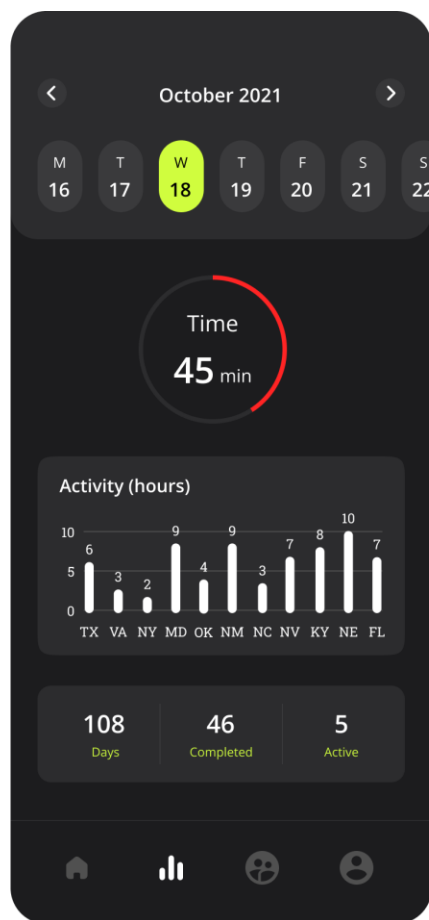 October 2021
M T W T F S S
16 17 18 19 20 21 22
Time
45 min
Activity (hours)
10
5
0
6 3 2 9 4 9 3 7 8 10 7
TX VA NY MD OK NM NC NV KY NE FL
108 46 5
Days Completed Active